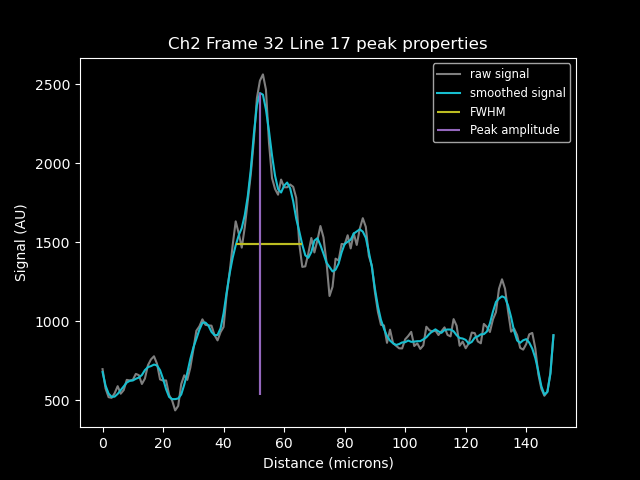 Ch2 Frame 32 Line 17 peak properties
raw signal
smoothed signal
FWHM
Peak amplitude
Signal (AU)
2500
2000
1500
1000
500
0 20 40 60 80 100 120 140
Distance (microns)